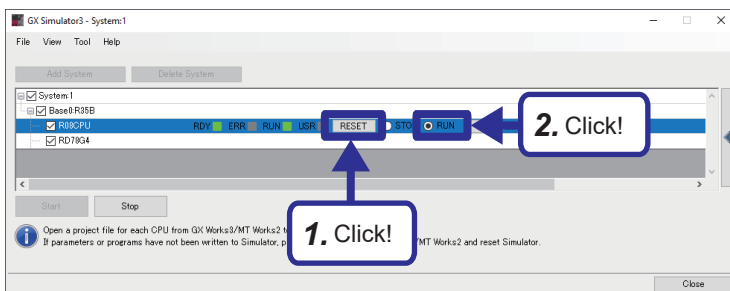 GX Simulator3 - System:1
File View Tool Help
Add System Delete System
System:1
Base0:R35B
R08CPU RDY ERR RUN USR RESET STO RUN
RD78G4
2. Click!
Start Stop
1. Click!
Open a project file for each CPU from GX Works3/MT Works2
If parameters or programs have not been written to Simulator, /MT Works2 and reset Simulator.
Close